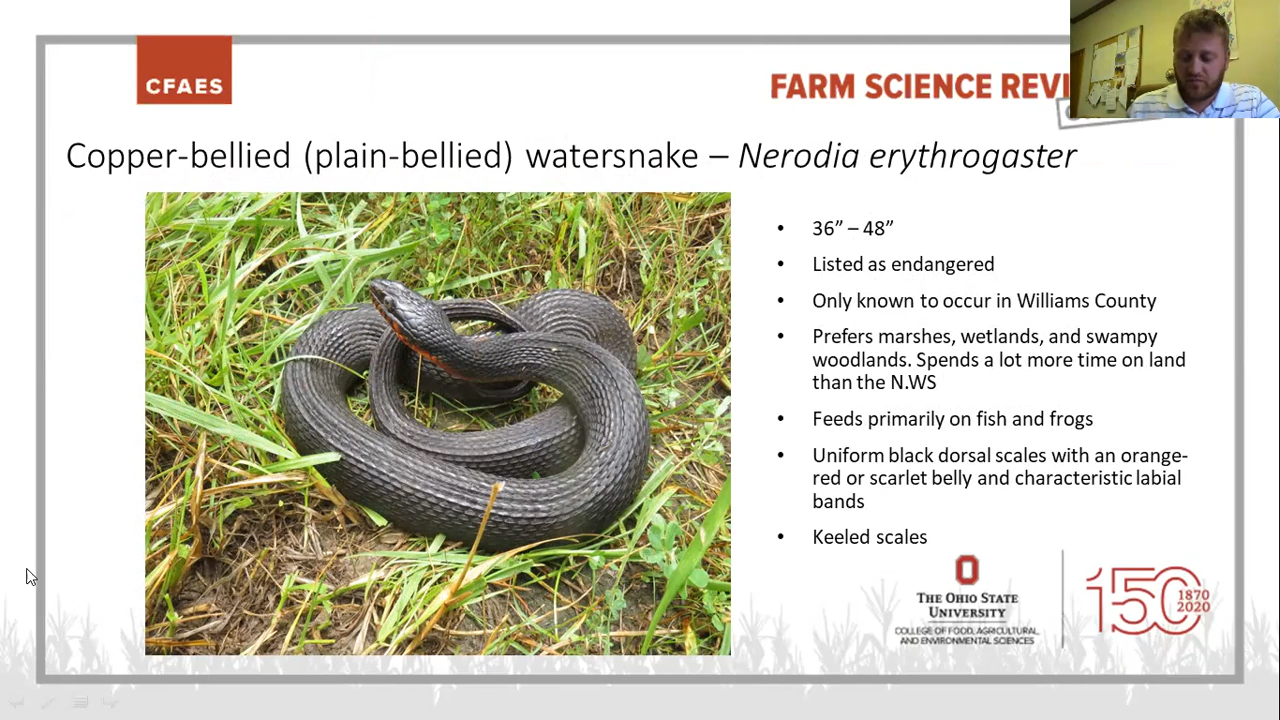 CFAES
FARM SCIENCE
Copper-bellied (plain-bellied) watersnake – Nerodia erythrogaster
• 36” – 48”
• Listed as endangered
• Only known to occur in Williams County
• Prefers marshes, wetlands, and swampy
woodlands. Spends a lot more time on land
than the N.WS
• Feeds primarily on fish and frogs
• Uniform black dorsal scales with an orange-
red or scarlet belly and characteristic labial
bands
• Keeled scales
THE OHIO STATE
UNIVERSITY
COLLEGE OF FOOD, AGRICULTURAL,
AND ENVIRONMENTAL SCIENCES
150
1870
2020